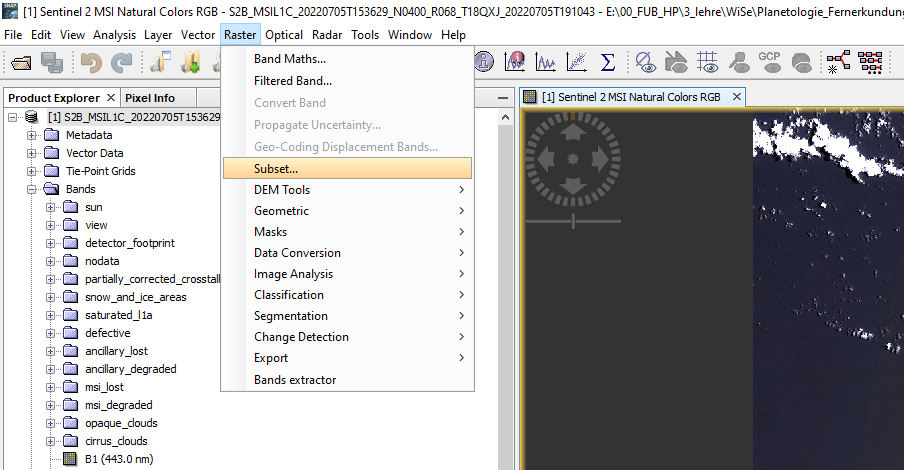 SNAP
[1] Sentinel 2 MSI Natural Colors RGB - S2B_MSIL1C_20220705T153629_N0400_R068_T18QXJ_20220705T191043 - E:\00_FUB_HP\3_lehre\WiSe\Planetologie_Fernerkundung
File Edit View Analysis Layer Vector Raster Optical Radar Tools Window Help
GCP
Product Explorer Pixel Info
[1] Sentinel 2 MSI Natural Colors RGB
[1] S2B_MSIL1C_20220705T153629
Metadata
Vector Data
Tie-Point Grids
Bands
sun
view
detector_footprint
nodata
partially_corrected_crosstalk
snow_and_ice_areas
saturated_l1a
defective
ancillary_lost
ancillary_degraded
msi_lost
msi_degraded
opaque_clouds
cirrus_clouds
B1 (443.0 nm)
Band Maths...
Filtered Band...
Convert Band
Propagate Uncertainty...
Geo-Coding Displacement Bands...
Subset...
DEM Tools
Geometric
Masks
Data Conversion
Image Analysis
Classification
Segmentation
Change Detection
Export
Bands extractor